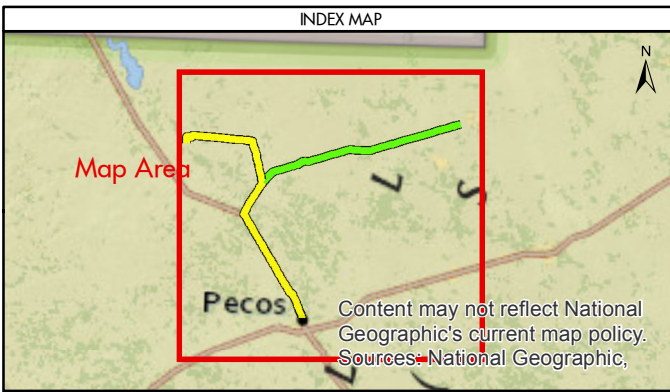 INDEX MAP
N
Map Area
L
S
Pecos
Content may not reflect National
Geographic's current map policy.
Sources: National Geographic,